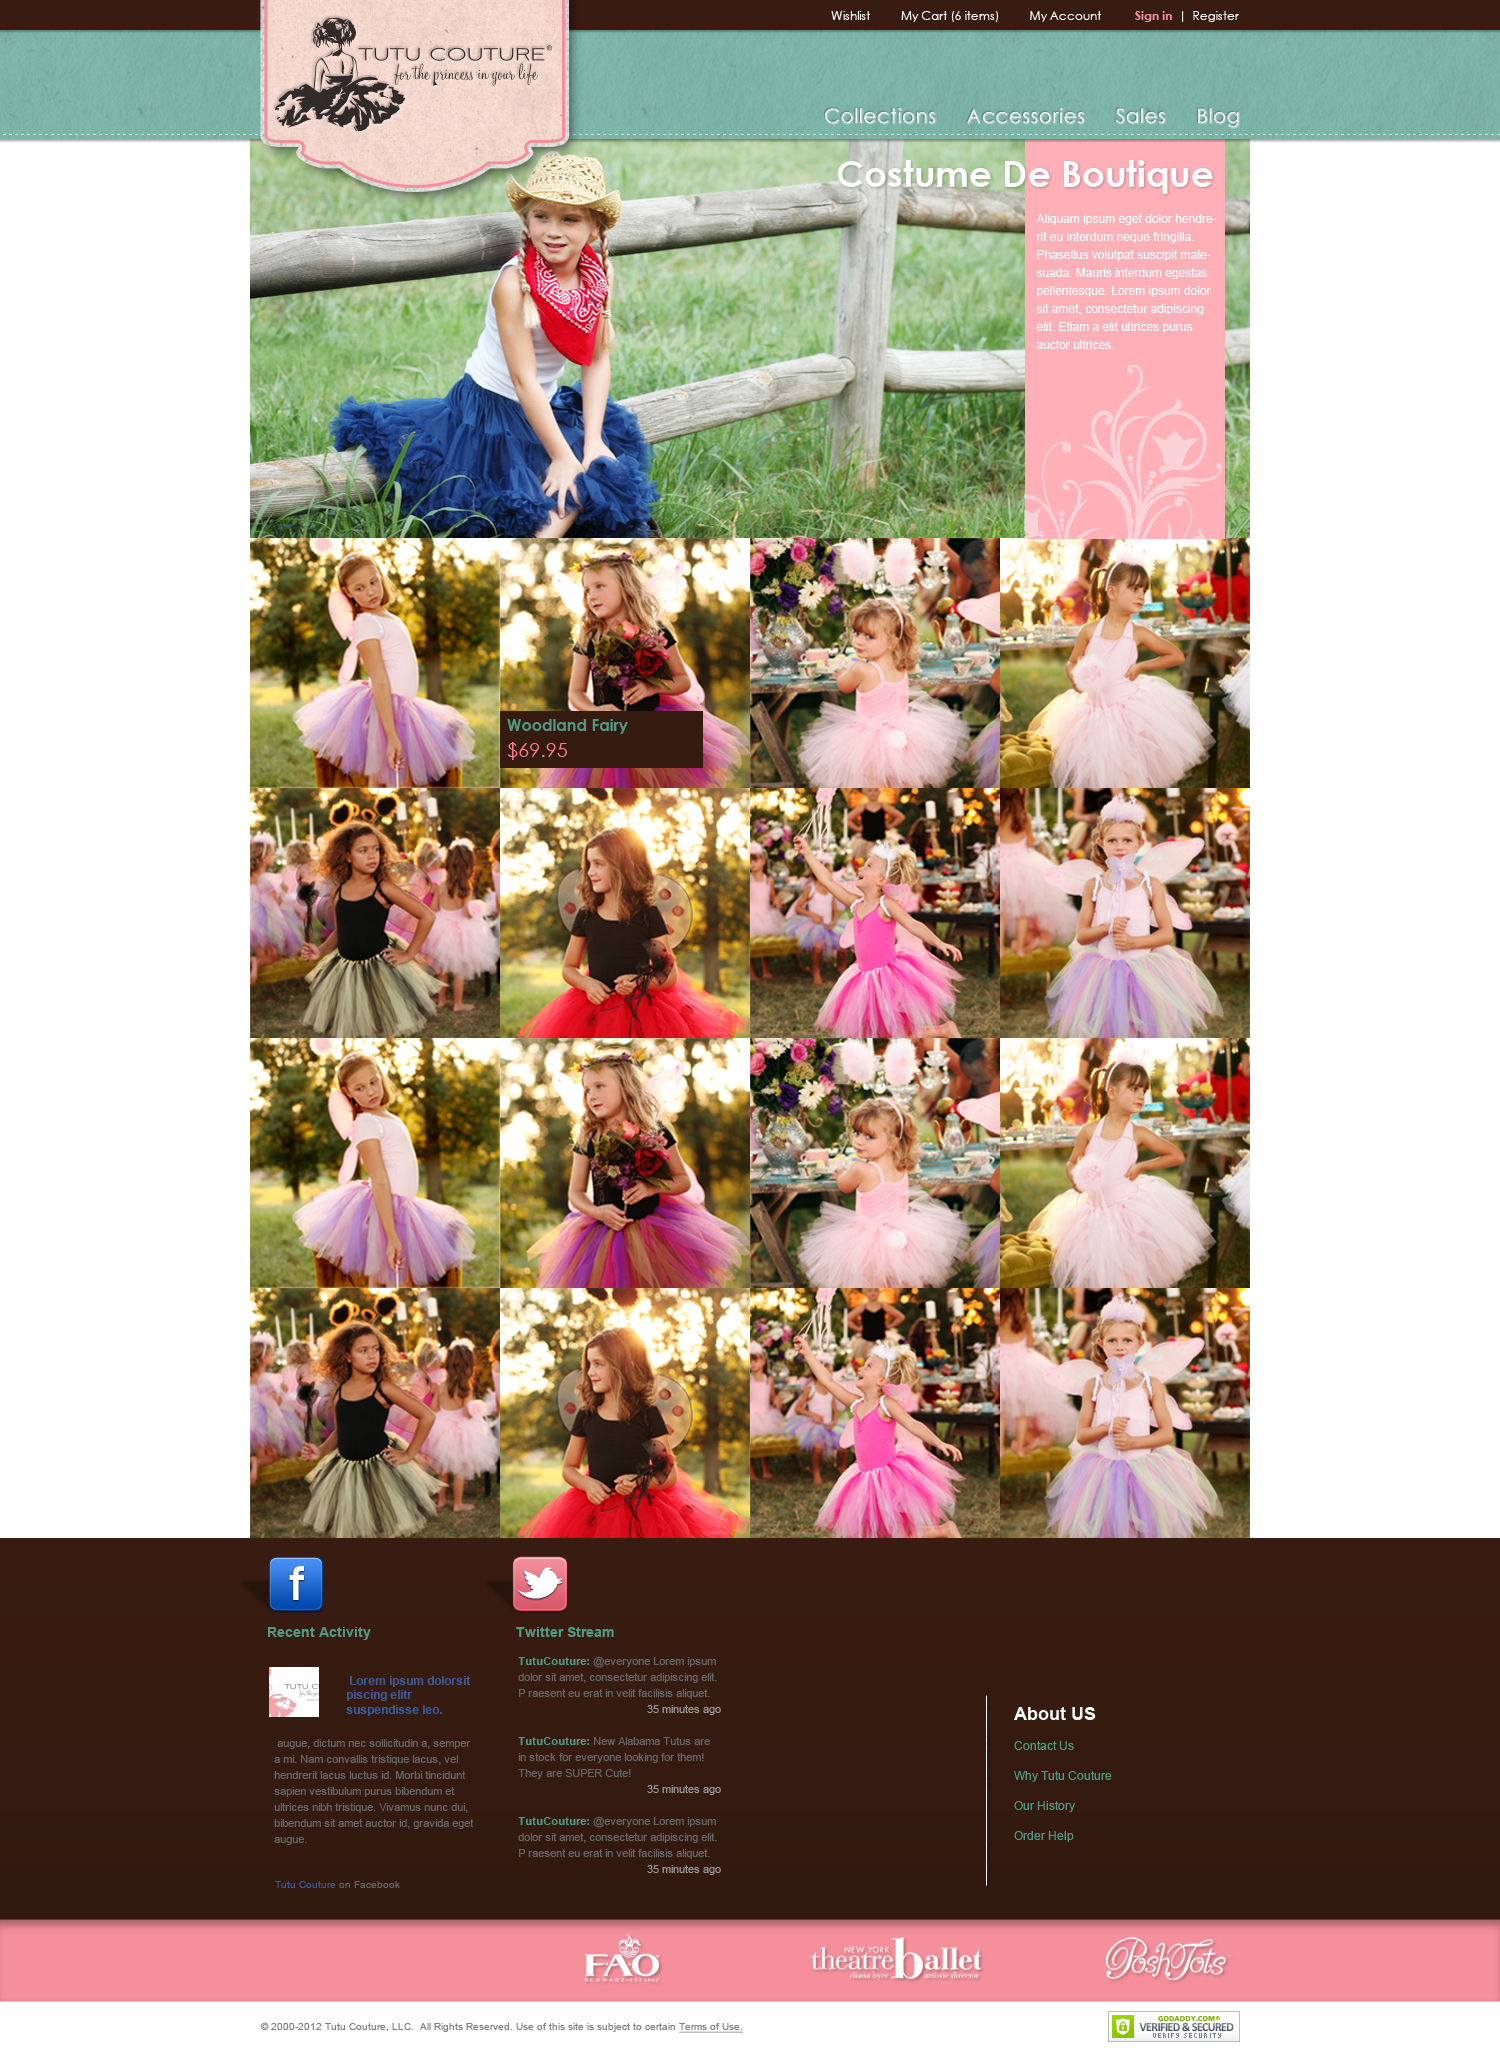 Wishlist My Cart (6 items) My Account Sign in | Register
TUTU COUTURE®
for the princess in your life
Collections Accessories Sales Blog
Costume De Boutique
Aliquam ipsum eget dolor hendre-
rit eu interdum neque fringilla.
Phasellus volutpat suscipit male-
suada. Mauris interdum egestas
pellentesque. Lorem ipsum dolor
sit amet, consectetur adipiscing
elit. Etiam a elit ultrices purus
auctor ultrices.
Woodland Fairy
$69.95
f
Recent Activity
TUTU C
Lorem ipsum dolorsit
piscing elitr
suspendisse leo.
augue, dictum nec sollicitudin a, semper
a mi. Nam convallis tristique lacus, vel
hendrerit lacus luctus id. Morbi tincidunt
sapien vestibulum purus bibendum et
ultrices nibh tristique. Vivamus nunc dui,
bibendum sit amet auctor id, gravida eget
augue.
Tutu Couture on Facebook
Twitter Stream
TutuCouture: @everyone Lorem ipsum
dolor sit amet, consectetur adipiscing elit.
P raesent eu erat in velit facilisis aliquet.
35 minutes ago
TutuCouture: New Alabama Tutus are
in stock for everyone looking for them!
They are SUPER Cute!
35 minutes ago
TutuCouture: @everyone Lorem ipsum
dolor sit amet, consectetur adipiscing elit.
P raesent eu erat in velit facilisis aliquet.
35 minutes ago
About US
Contact Us
Why Tutu Couture
Our History
Order Help
FAO
SCHWARZ•EST.1862
NEW YORK
theatreballet
diana byer artistic director
PoshTots
© 2000-2012 Tutu Couture, LLC. All Rights Reserved. Use of this site is subject to certain Terms of Use.
GODADDY.COM®
VERIFIED & SECURED
VERIFY SECURITY